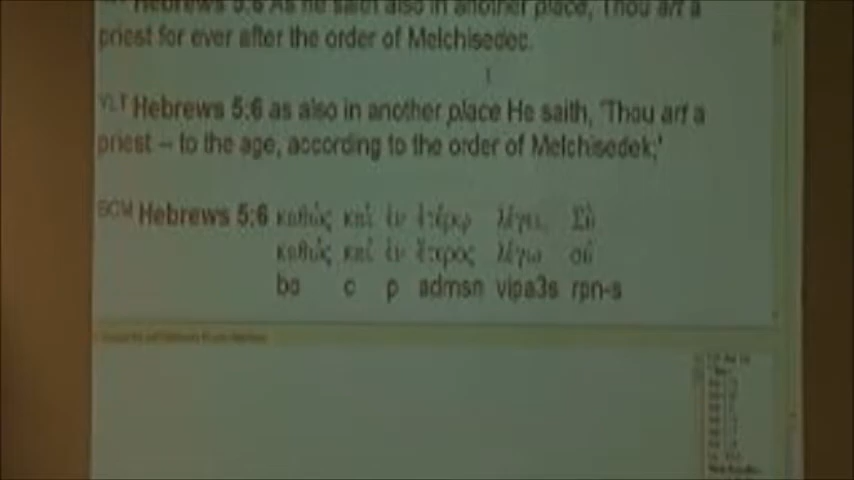 Hebrews 5:6 As he saith also in another place, Thou art a
priest for ever after the order of Melchisedec.
YLT Hebrews 5:6 as also in another place He saith, 'Thou art a
priest -- to the age, according to the order of Melchisedek;'
Hebrews 5:6 καθὼς καὶ ἐν ἑτέρῳ λέγει, Σὺ
καθώς καί ἐν ἕτερος λέγω σύ
c p admsn vipa3s rpn-s